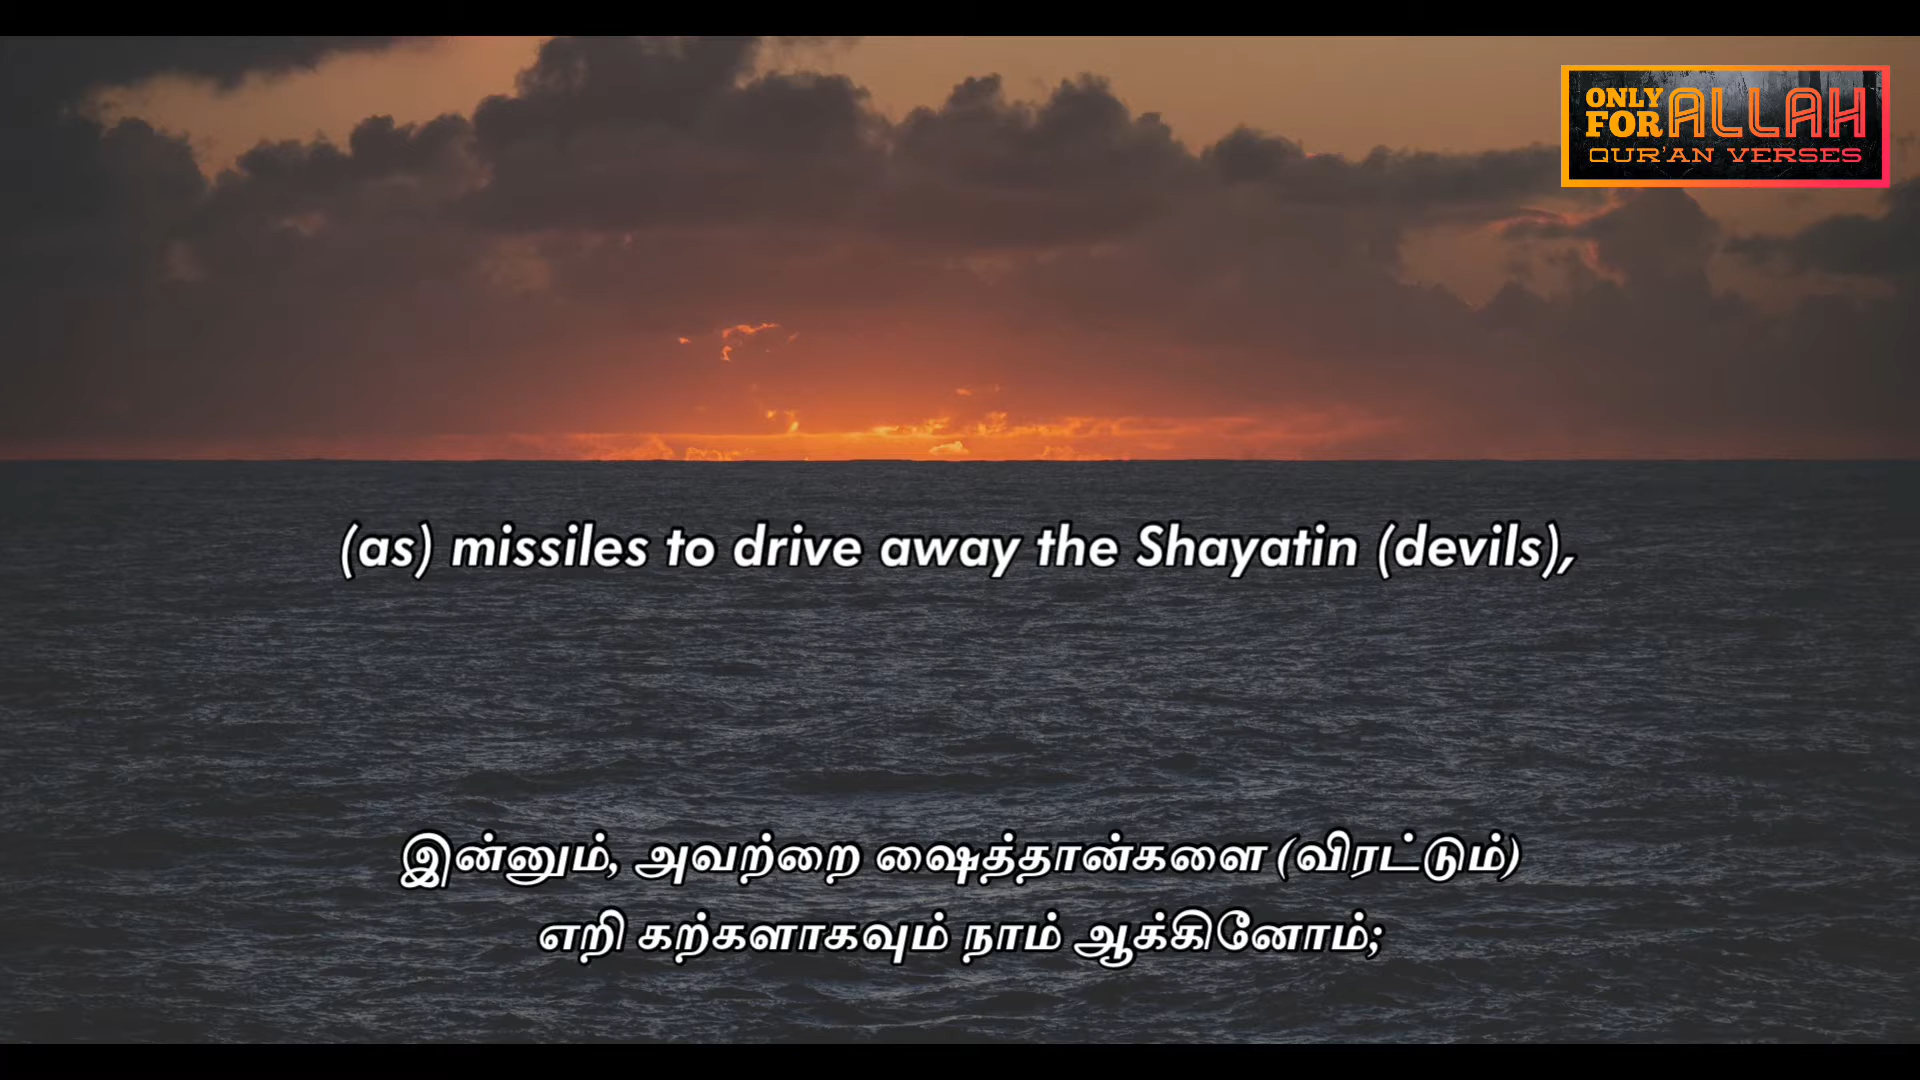 ONLY
FOR ALLAH
QUR'AN VERSES
(as) missiles to drive away the Shayatin (devils),
இன்னும், அவற்றை ஷைத்தான்களை (விரட்டும்)
எறி கற்களாகவும் நாம் ஆக்கினோம்;